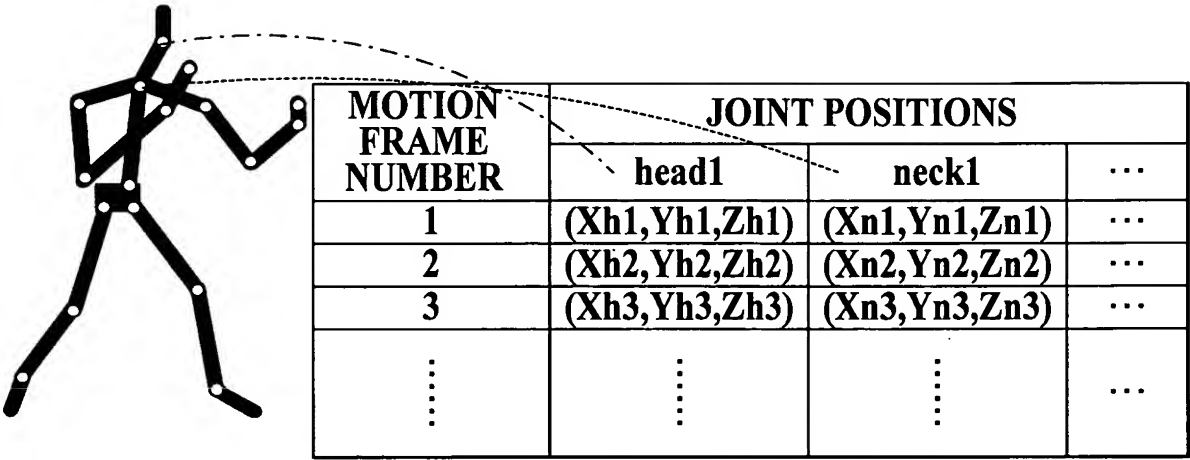 MOTION FRAME NUMBER
JOINT POSITIONS
head1 neck1 ...
1 (Xh1,Yh1,Zh1) (Xn1,Yn1,Zn1) ...
2 (Xh2,Yh2,Zh2) (Xn2,Yn2,Zn2) ...
3 (Xh3,Yh3,Zh3) (Xn3,Yn3,Zn3) ...
...